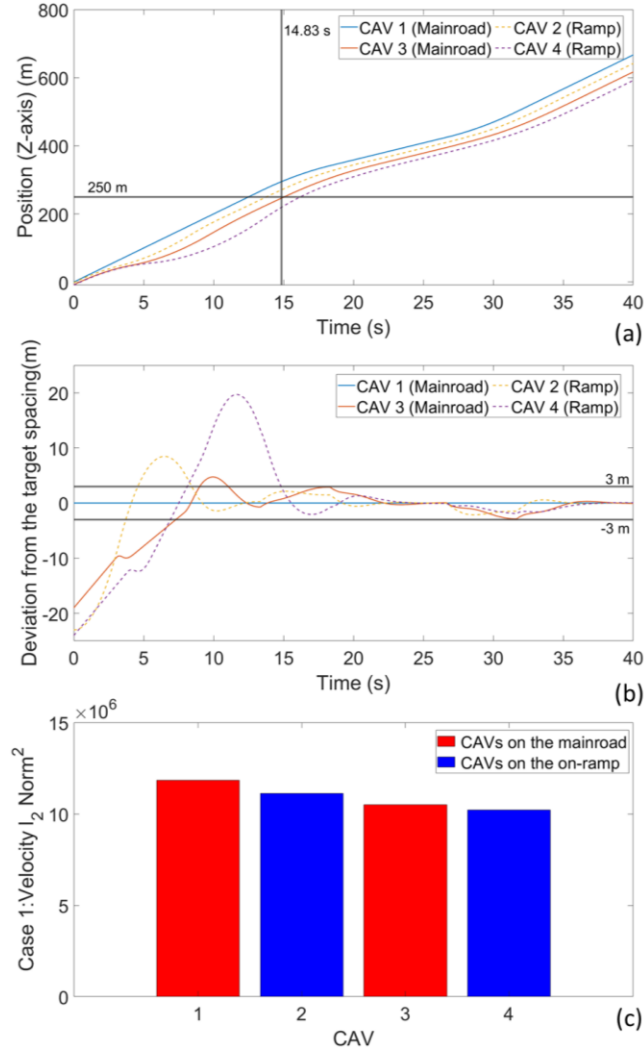 800
600
400
200
0
Position (Z-axis) (m)
14.83 s
250 m
CAV 1 (Mainroad)
CAV 2 (Ramp)
CAV 3 (Mainroad)
CAV 4 (Ramp)
0 5 10 15 20 25 30 35 40
Time (s)
(a)
20
10
0
-10
-20
Deviation from the target spacing(m)
CAV 1 (Mainroad)
CAV 2 (Ramp)
CAV 3 (Mainroad)
CAV 4 (Ramp)
3 m
-3 m
0 5 10 15 20 25 30 35 40
Time (s)
(b)
× 10^6
15
10
5
0
Case 1:Velocity l_2 Norm^2
CAVs on the mainroad
CAVs on the on-ramp
1 2 3 4
CAV
(c)